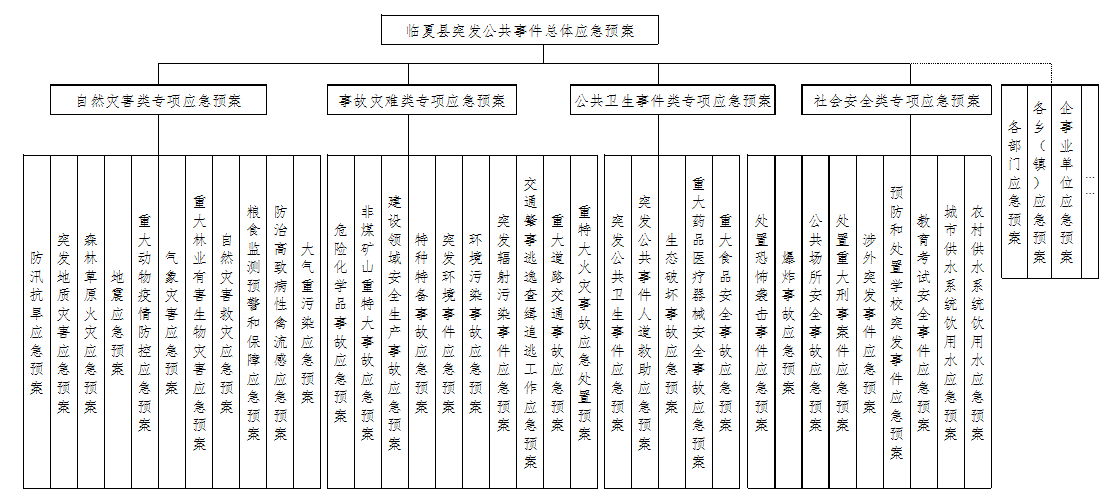 临夏县突发公共事件总体应急预案
自然灾害类专项应急预案
事故灾难类专项应急预案
公共卫生事件类专项应急预案
社会安全类专项应急预案
各部门应急预案
各乡（镇）应急预案
企事业单位应急预案
……
防汛抗旱应急预案
突发地质灾害应急预案
森林草原火灾应急预案
地震应急预案
重大动物疫情防控应急预案
气象灾害应急预案
重大林业有害生物灾害应急预案
自然灾害救灾应急预案
粮食监测预警和保障应急预案
防治高致病性禽流感应急预案
大气重污染应急预案
危险化学品事故应急预案
非煤矿山重特大事故应急预案
建设领域安全生产事故应急预案
特种特备事故应急预案
突发环境事件应急预案
环境污染事故应急预案
突发辐射污染事件应急预案
交通肇事逃逸查缉追逃工作应急预案
重大道路交通事故应急预案
重特大火灾事故应急处置预
突发公共卫生事件应急预案
突发公共事件人道救助应急预案
生态破坏事故应急预案
重大药品医疗器械安全事故应急预案
重大食品安全事故应急预案
处置恐怖袭击事件应急预案
爆炸事故应急预案
公共场所安全事故应急预案
处置重大刑事案件应急预案
涉外突发事件应急预案
预防和处置学校突发事件应急预案
教育考试安全事件应急预案
城市供水系统饮用水应急预案
农村供水系统饮用水应急预案